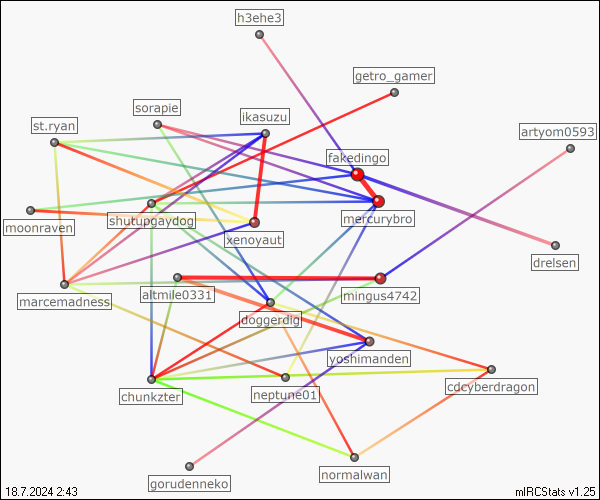 h3ehe3
getro_gamer
sorapie
ikasuzu
st.ryan
artyom0593
fakedingo
mercurybro
shutupgaydog
moonraven
xenoyaut
drelsen
altmile0331
mingus4742
marcemadness
doggerdig
yoshimanden
cdcyberdragon
neptune01
chunkzter
normalwan
gorudenneko
18.7.2024 2:43
mIRCStats v1.25